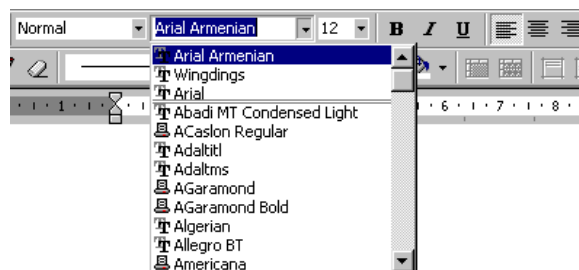 Normal Arial Armenian 12 B I U
Arial Armenian
Wingdings
Arial
· 1 · 6 · 7 · 8 ·
Abadi MT Condensed Light
ACaslon Regular
Adaltitl
Adaltms
AGaramond
AGaramond Bold
Algerian
Allegro BT
Americana